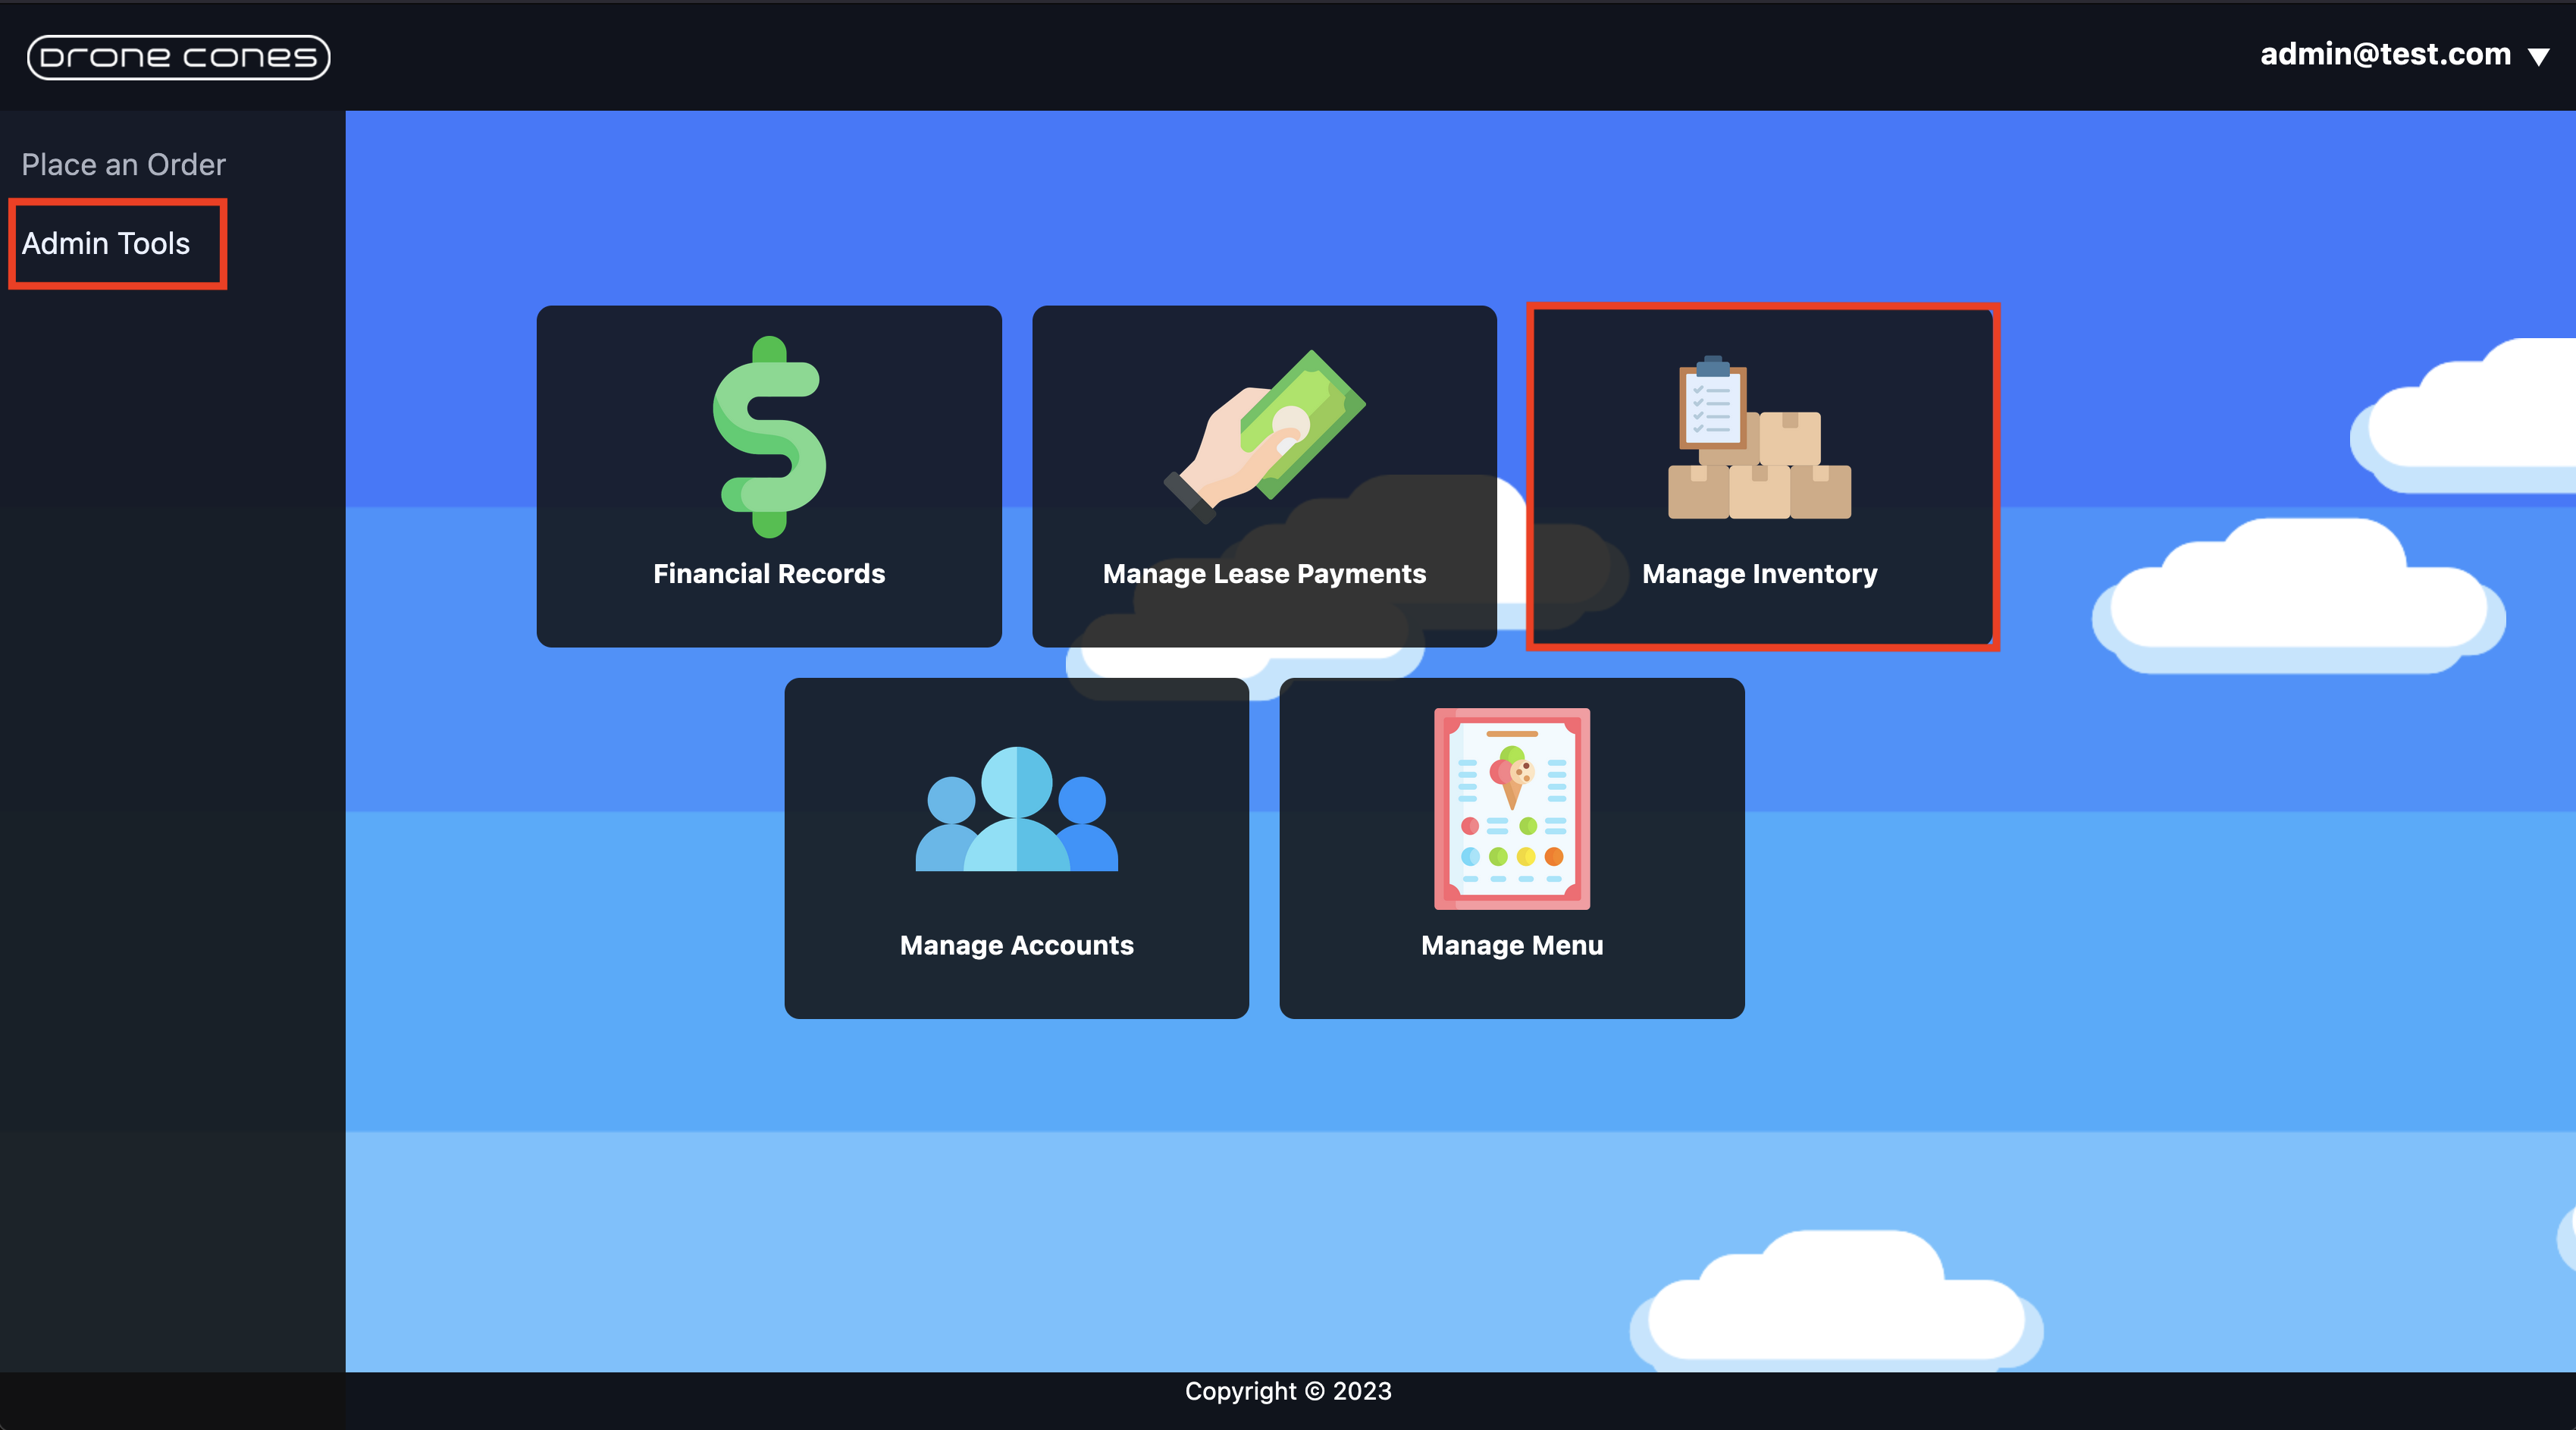 Drone Cones
admin@test.com
Place an Order
Admin Tools
Financial Records
Manage Lease Payments
Manage Inventory
Manage Accounts
Manage Menu
Copyright © 2023